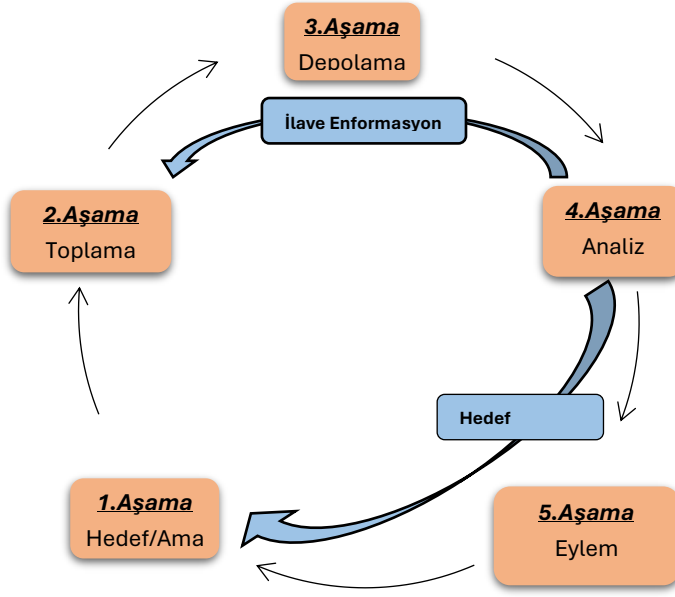 3.Aşama
Depolama
İlave Enformasyon
2.Aşama
Toplama
4.Aşama
Analiz
Hedef
1.Aşama
Hedef/Ama
5.Aşama
Eylem